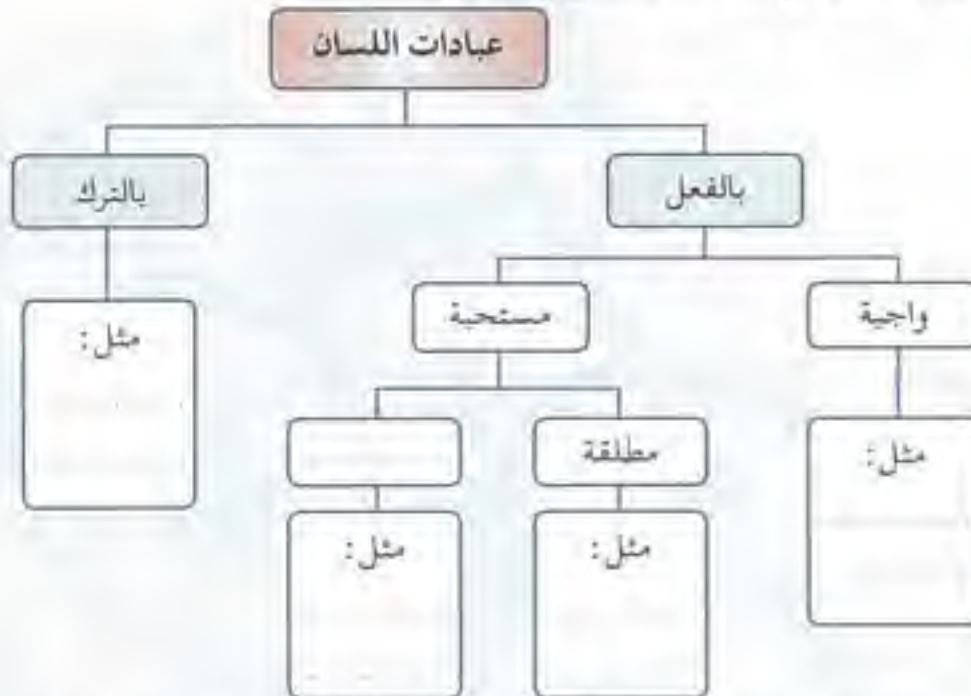 عبادات اللسان
بالفعل
بالترك
واجبة
مستحبة
مثل:
مطلقة
مثل:
مثل:
مثل: